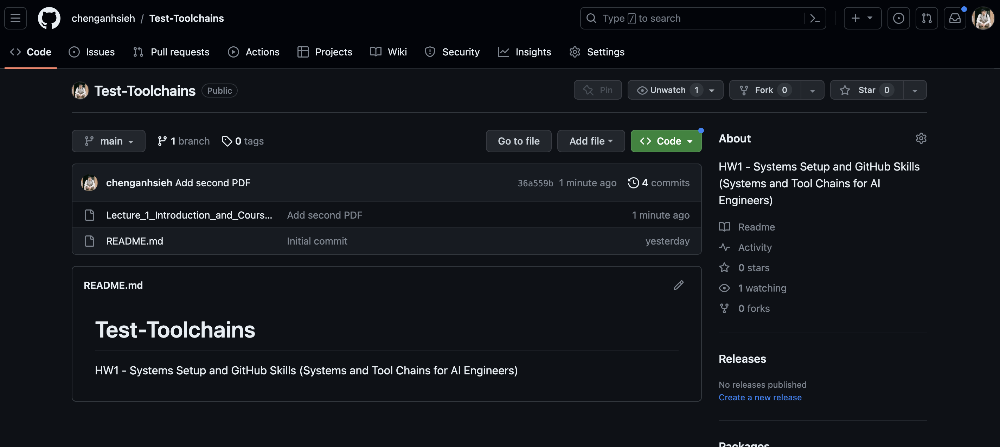 chenganhsieh / Test-Toolchains
Type / to search
Code
Issues
Pull requests
Actions
Projects
Wiki
Security
Insights
Settings
Test-Toolchains Public
Pin
Unwatch 1
Fork 0
Star 0
main
1 branch
0 tags
Go to file
Add file
Code
chenganhsieh Add second PDF 36a559b 1 minute ago 4 commits
Lecture_1_Introduction_and_Cours... Add second PDF 1 minute ago
README.md Initial commit yesterday
README.md
Test-Toolchains
HW1 - Systems Setup and GitHub Skills (Systems and Tool Chains for AI Engineers)
About
HW1 - Systems Setup and GitHub Skills
(Systems and Tool Chains for AI
Engineers)
Readme
Activity
0 stars
1 watching
0 forks
Releases
No releases published
Create a new release
Packages